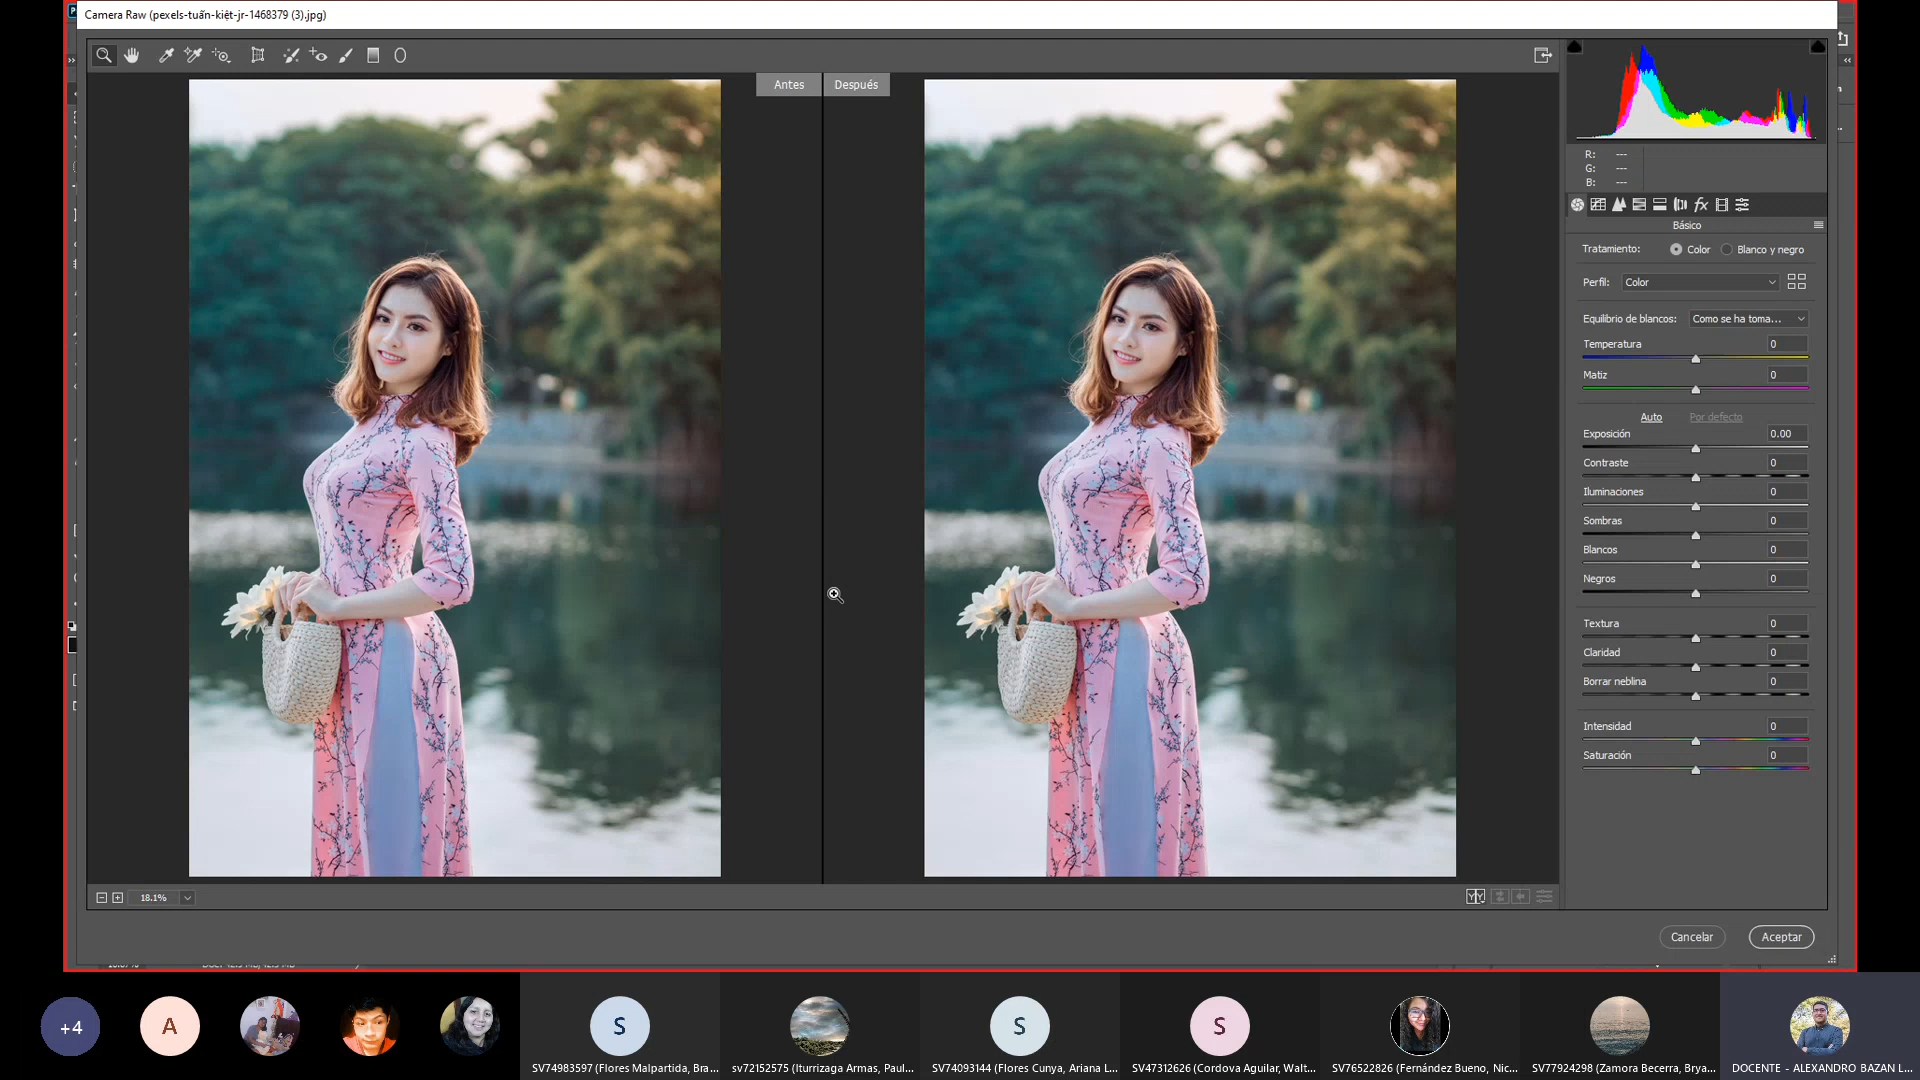 Camera Raw (pexels-tuấn-kiệt-jr-1468379 (3).jpg)
Antes
Después
R: ---
G: ---
B: ---
Básico
Tratamiento: Color Blanco y negro
Perfil: Color
Equilibrio de blancos: Como se ha toma...
Temperatura 0
Matiz 0
Auto Por defecto
Exposición 0.00
Contraste 0
Iluminaciones 0
Sombras 0
Blancos 0
Negros 0
Textura 0
Claridad 0
Borrar neblina 0
Intensidad 0
Saturación 0
18.1%
Cancelar Aceptar
+4
A
S
S
S
SV74983597 (Flores Malpartida, Bra...
sv72152575 (Iturrizaga Armas, Paul...
SV74093144 (Flores Cunya, Ariana L...
SV47312626 (Cordova Aguilar, Walt...
SV76522826 (Fernández Bueno, Nic...
SV77924298 (Zamora Becerra, Brya...
DOCENTE - ALEXANDRO BAZAN L...